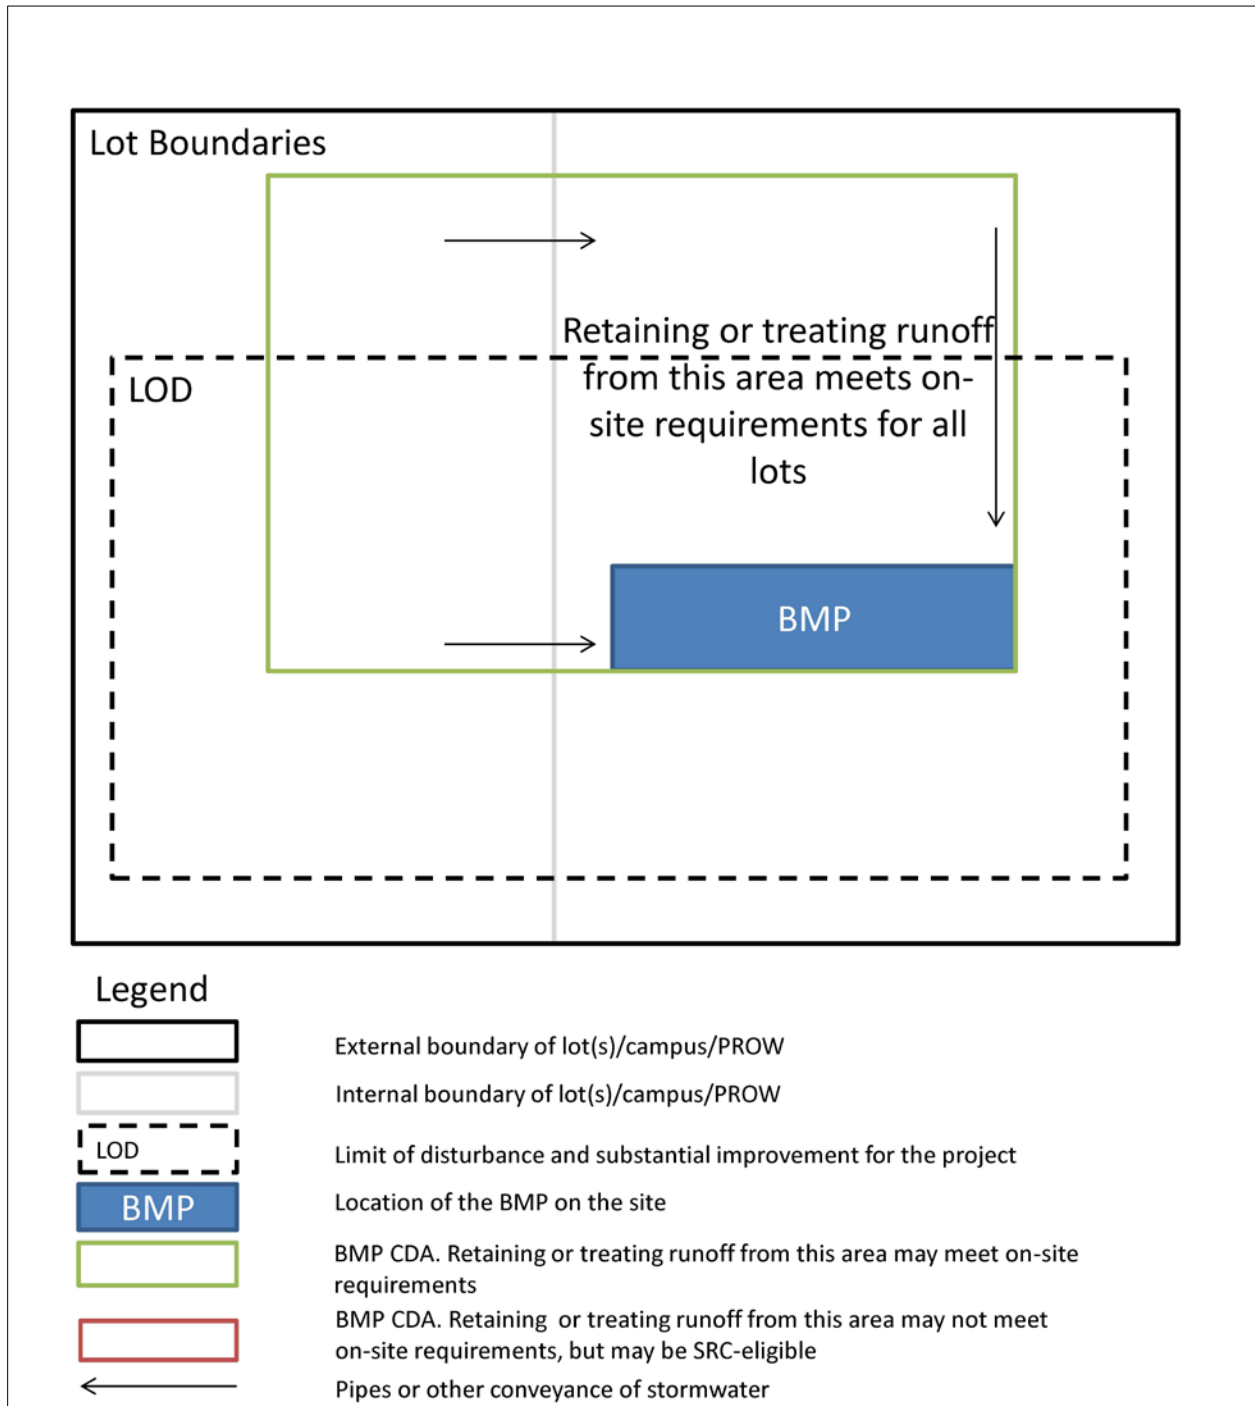 Lot Boundaries
Retaining or treating runoff
from this area meets on-
site requirements for all
lots
LOD
BMP
Legend
External boundary of lot(s)/campus/PROW
Internal boundary of lot(s)/campus/PROW
LOD
Limit of disturbance and substantial improvement for the project
BMP
Location of the BMP on the site
BMP CDA. Retaining or treating runoff from this area may meet on-site
requirements
BMP CDA. Retaining or treating runoff from this area may not meet
on-site requirements, but may be SRC-eligible
Pipes or other conveyance of stormwater